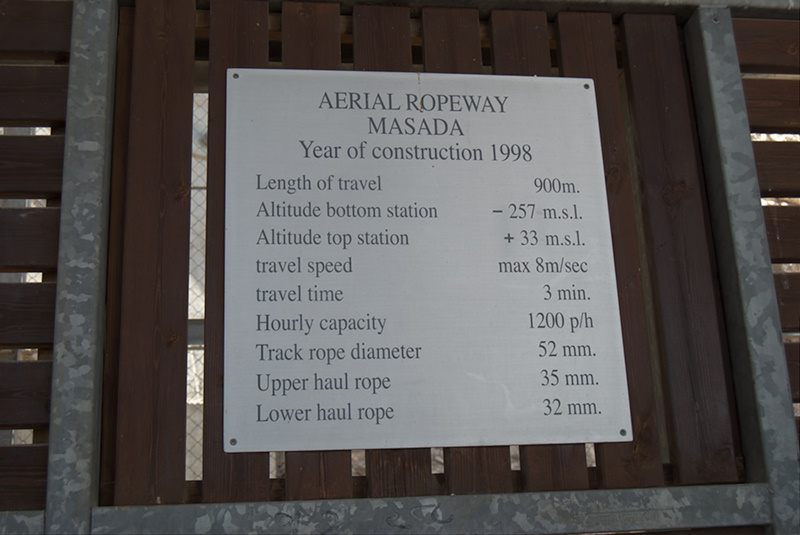 AERIAL ROPEWAY
MASADA
Year of construction 1998
Length of travel 900m.
Altitude bottom station – 257 m.s.l.
Altitude top station + 33 m.s.l.
travel speed max 8m/sec
travel time 3 min.
Hourly capacity 1200 p/h
Track rope diameter 52 mm.
Upper haul rope 35 mm.
Lower haul rope 32 mm.